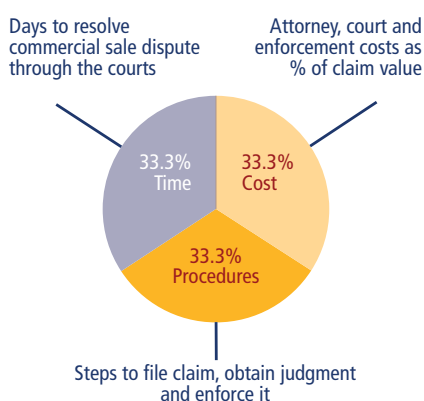 Days to resolve
commercial sale dispute
through the courts
Attorney, court and
enforcement costs as
% of claim value
33.3%
Time
33.3%
Cost
33.3%
Procedures
Steps to file claim, obtain judgment
and enforce it